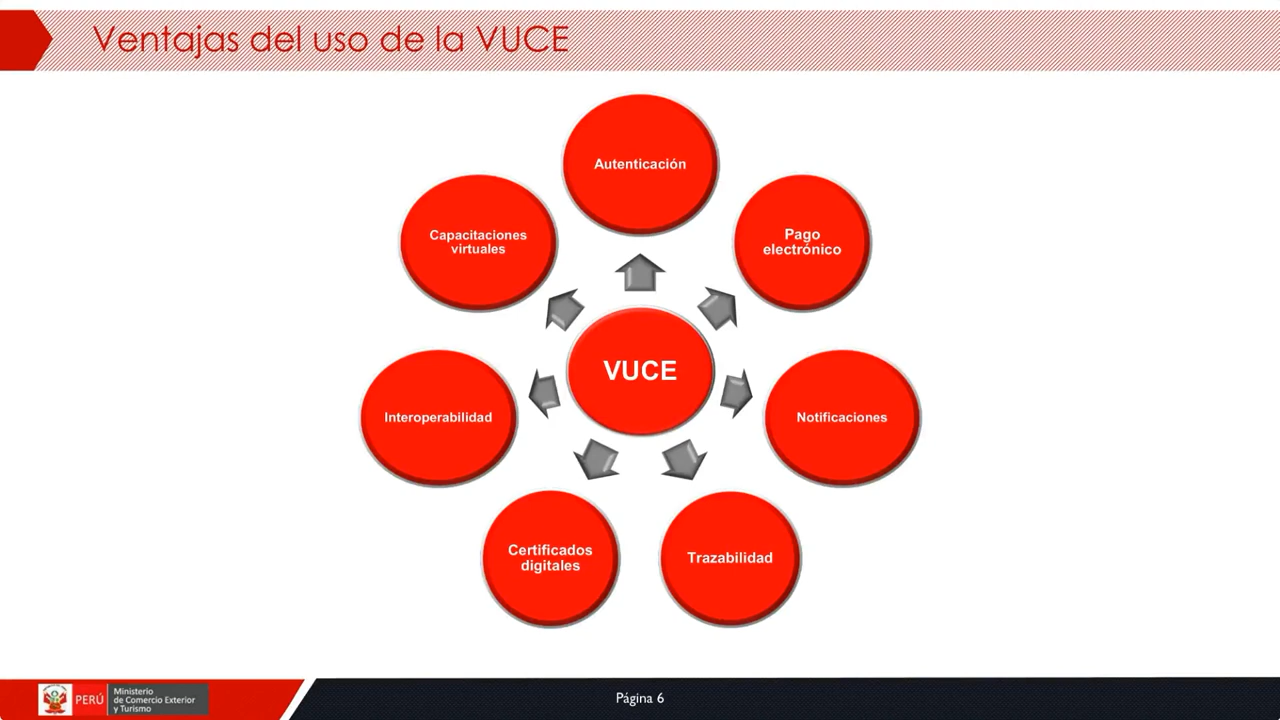 Ventajas del uso de la VUCE
Autenticación
Pago
electrónico
Notificaciones
Trazabilidad
Certificados
digitales
Interoperabilidad
Capacitaciones
virtuales
VUCE
PERÚ
Ministerio
de Comercio Exterior
y Turismo
Página 6